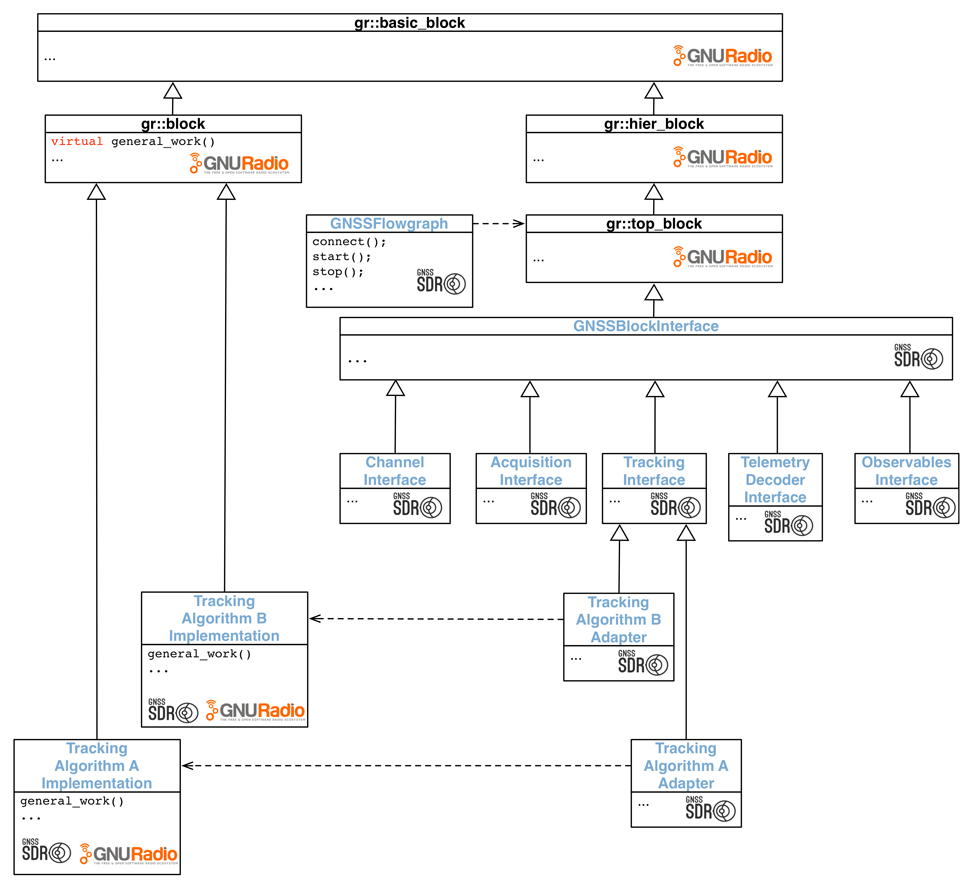 gr::basic_block
...
GNURadio
THE FREE & OPEN SOFTWARE RADIO ECOSYSTEM
gr::block
virtual general_work()
...
GNURadio
THE FREE & OPEN SOFTWARE RADIO ECOSYSTEM
gr::hier_block
...
GNURadio
THE FREE & OPEN SOFTWARE RADIO ECOSYSTEM
GNSSFlowgraph
connect();
start();
stop();
...
GNSS
SDR
gr::top_block
...
GNURadio
THE FREE & OPEN SOFTWARE RADIO ECOSYSTEM
GNSSBlockInterface
...
GNSS
SDR
Channel
Interface
...
GNSS
SDR
Acquisition
Interface
...
GNSS
SDR
Tracking
Interface
...
GNSS
SDR
Telemetry
Decoder
Interface
...
GNSS
SDR
Observables
Interface
...
GNSS
SDR
Tracking
Algorithm B
Implementation
general_work()
...
GNSS
SDR
GNURadio
THE FREE & OPEN SOFTWARE RADIO ECOSYSTEM
Tracking
Algorithm B
Adapter
...
GNSS
SDR
Tracking
Algorithm A
Implementation
general_work()
...
GNSS
SDR
GNURadio
THE FREE & OPEN SOFTWARE RADIO ECOSYSTEM
Tracking
Algorithm A
Adapter
...
GNSS
SDR